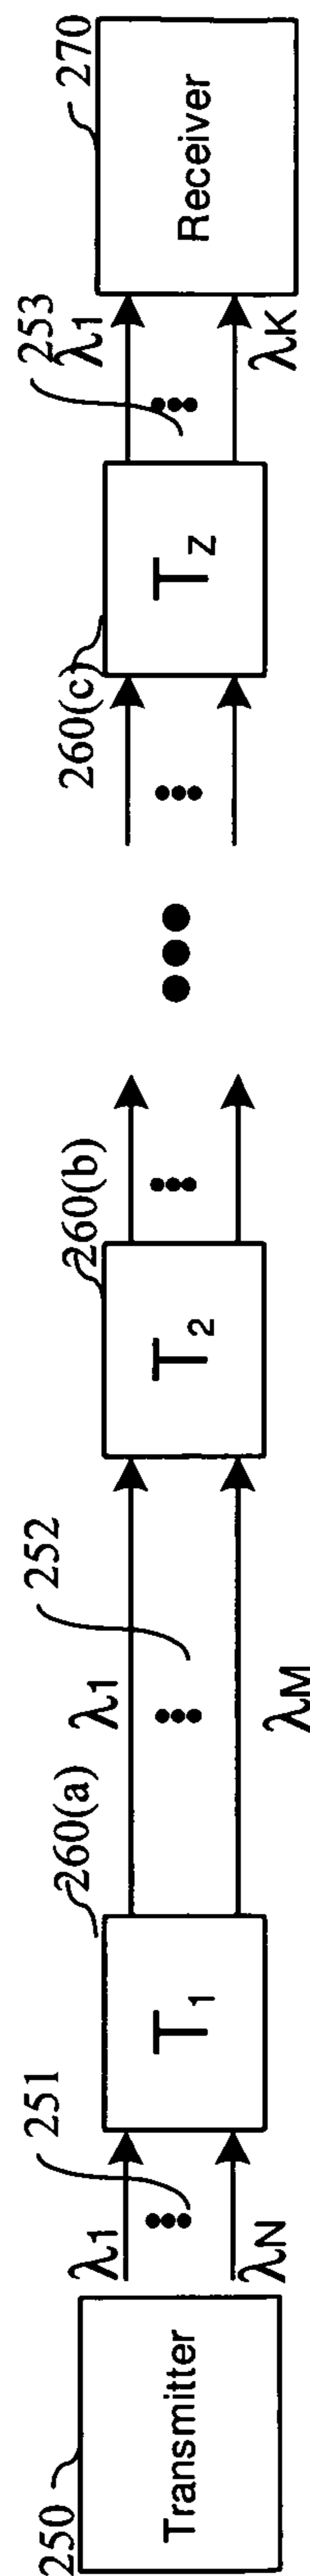 250
Transmitter
λ1
251
λN
260(a)
T1
λ1
252
λM
260(b)
T2
260(c)
TZ
253
λ1
λK
270
Receiver